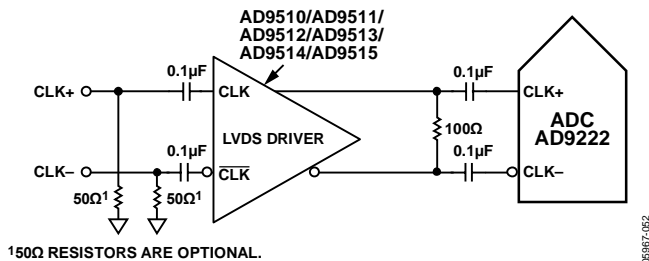 AD9510/AD9511/
AD9512/AD9513/
AD9514/AD9515
0.1µF
0.1µF
CLK+
CLK
CLK+
LVDS DRIVER
100Ω
ADC
AD9222
0.1µF
0.1µF
CLK–
CLK
CLK–
50Ω1
50Ω1
150Ω RESISTORS ARE OPTIONAL.
05967-052